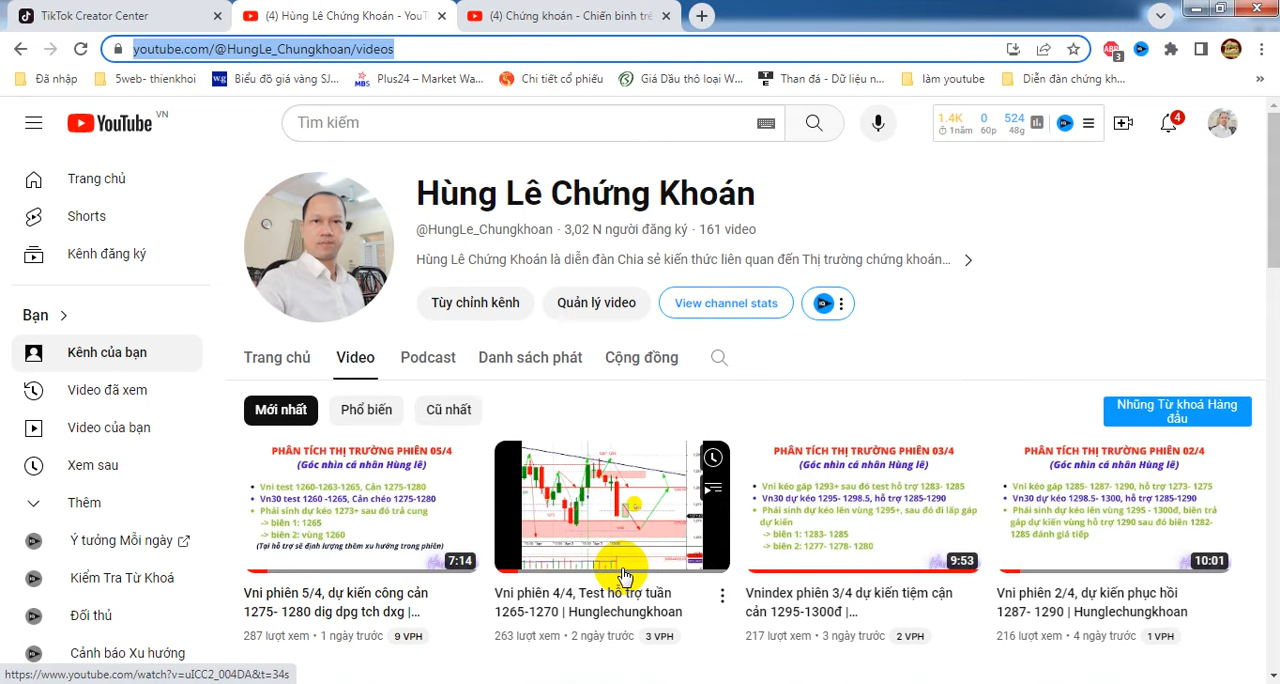 TikTok Creator Center
(4) Hùng Lê Chứng Khoán - YouT
(4) Chứng khoán - Chiến binh trẻ
youtube.com/@HungLe_Chungkhoan/videos
3
Đã nhập
5web- thienkhoi
wg
Biểu đồ giá vàng SJ...
MBS
Plus24 – Market Wa...
Chi tiết cổ phiếu
Giá Dầu thô loại W...
Than đá - Dữ liệu n...
làm youtube
Diễn đàn chứng kh...
YouTube VN
Tìm kiếm
1.4K 0 524
1năm 60p 48g
4
Trang chủ
Shorts
Kênh đăng ký
Bạn
Kênh của bạn
Video đã xem
Video của bạn
Xem sau
Thêm
Ý tưởng Mỗi ngày
Kiểm Tra Từ Khoá
Đối thủ
Cảnh báo Xu hướng
Hùng Lê Chứng Khoán
@HungLe_Chungkhoan · 3,02 N người đăng ký · 161 video
Hùng Lê Chứng Khoán là diễn đàn Chia sẻ kiến thức liên quan đến Thị trường chứng khoán...
Tùy chỉnh kênh
Quản lý video
View channel stats
Trang chủ
Video
Podcast
Danh sách phát
Cộng đồng
Mới nhất
Phổ biến
Cũ nhất
Những Từ khoá Hàng
đầu
PHÂN TÍCH THỊ TRƯỜNG PHIÊN 05/4
(Góc nhìn cá nhân Hùng lê)
Vni test 1260-1263, Cản 1275-1280
Vn30 test 1260 -1265, Cản chéo 1275-1280
Phái sinh dự kéo 1273+ sau đó trả cung
-> biên 1: 1265
-> biên 2: vùng 1260
(Tại hỗ trợ sẽ định lượng thêm xu hướng trong phiên)
7:14
Vni phiên 5/4, dự kiến công cản
1275- 1280 dig dpg tch dxg |...
287 lượt xem • 1 ngày trước
9 VPH
Vni phiên 4/4, Test hỗ trợ tuần
1265-1270 | Hunglechungkhoan
263 lượt xem • 2 ngày trước
3 VPH
PHÂN TÍCH THỊ TRƯỜNG PHIÊN 03/4
(Góc nhìn cá nhân Hùng lê)
Vni kéo gáp 1293+ sau đó test hỗ trợ 1283- 1285
Vn30 dự kéo 1295- 1298.5, hỗ trợ 1285-1290
Phái sinh dự kéo lên vùng 1295+, sau đó đi lấp gáp
dự kiến
-> biên 1: 1283- 1285
-> biên 2: 1277- 1278- 1280
9:53
Vnindex phiên 3/4 dự kiến tiệm cận
cản 1295-1300đ |...
217 lượt xem • 3 ngày trước
2 VPH
PHÂN TÍCH THỊ TRƯỜNG PHIÊN 02/4
(Góc nhìn cá nhân Hùng lê)
Vni gáp 1285- 1287- 1290, hỗ trợ 1273- 1275
Vn30 dự kéo 1298.5- 1300, hỗ trợ 1285-1290
Phái sinh dự kéo lên vùng 1295 - 1300đ, biên trả
gáp dự kiến vùng hỗ trợ 1290 sau đó biên 1282-
1285 đánh giá tiếp
10:01
Vni phiên 2/4, dự kiến phục hồi
1287- 1290 | Hunglechungkhoan
216 lượt xem • 4 ngày trước
1 VPH
https://www.youtube.com/watch?v=uICC2_004DA&t=34s